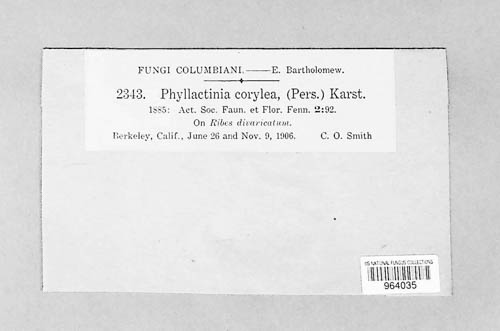 FUNGI COLUMBIANI.—E. Bartholomew.
2343. Phyllactinia corylea, (Pers.) Karst.
1885: Act. Soc. Faun. et Flor. Fenn. 2:92.
On Ribes divaricatum.
Berkeley, Calif., June 26 and Nov. 9, 1906. C. O. Smith
US NATIONAL FUNGUS COLLECTIONS
964035